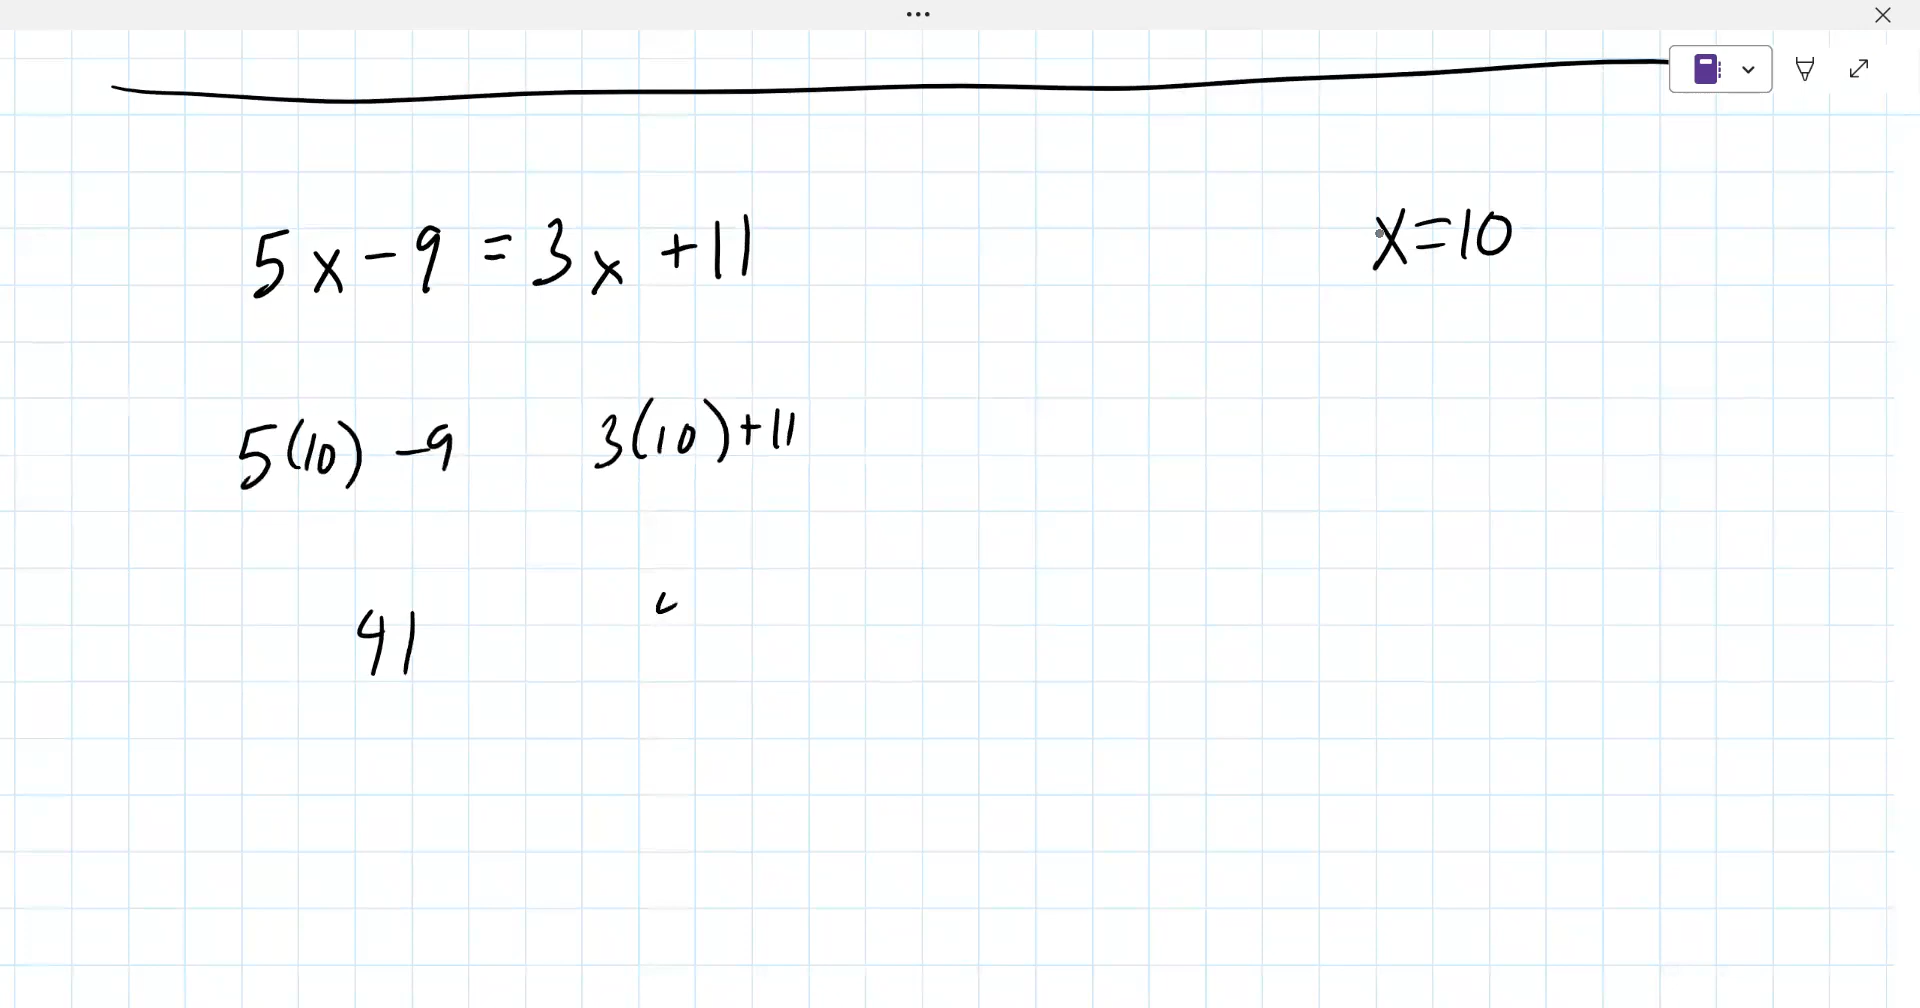 5x - 9 = 3x + 11
x = 10
5(10) - 9
3(10) + 11
41